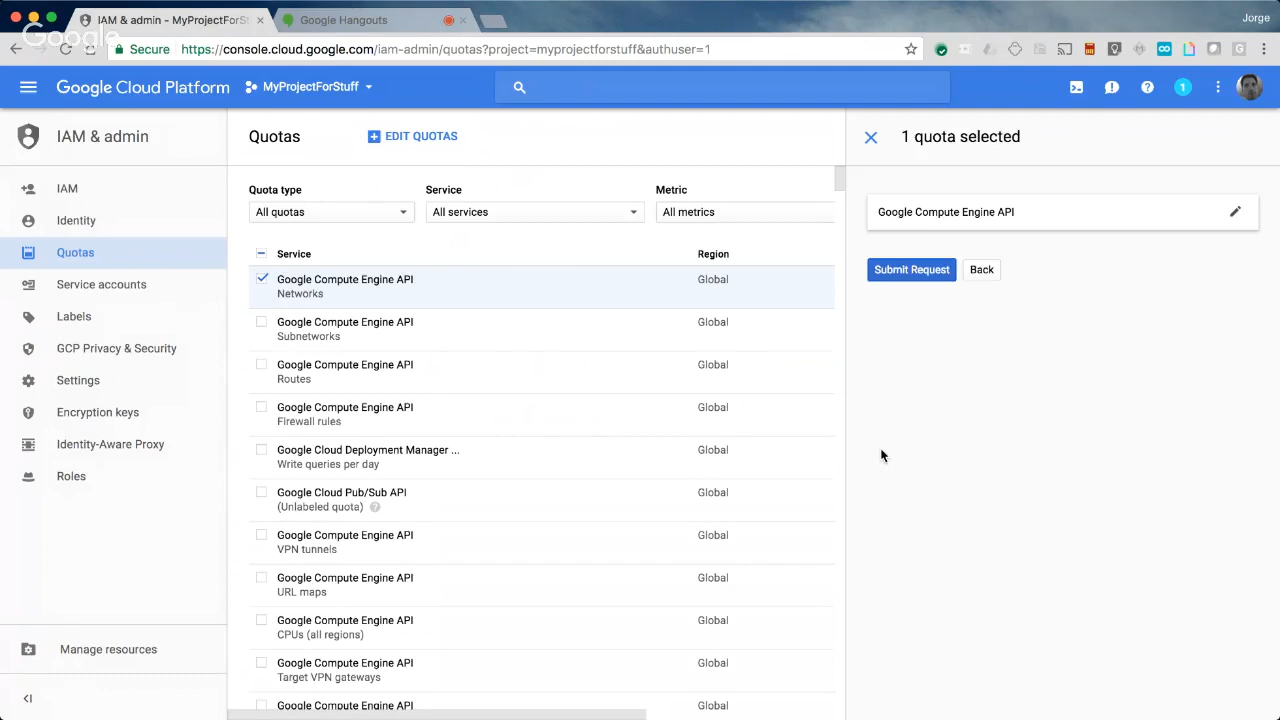 IAM & admin - MyProjectForSt
Google Hangouts
Jorge
Google
Secure
https://console.cloud.google.com/iam-admin/quotas?project=myprojectforstuff&authuser=1
Google Cloud Platform
MyProjectForStuff
1
IAM & admin
Quotas
EDIT QUOTAS
1 quota selected
IAM
Identity
Quotas
Service accounts
Labels
GCP Privacy & Security
Settings
Encryption keys
Identity-Aware Proxy
Roles
Manage resources
Quota type
Service
Metric
All quotas
All services
All metrics
Service
Region
Google Compute Engine API
Global
Networks
Google Compute Engine API
Global
Subnetworks
Google Compute Engine API
Global
Routes
Google Compute Engine API
Global
Firewall rules
Google Cloud Deployment Manager ...
Global
Write queries per day
Google Cloud Pub/Sub API
Global
(Unlabeled quota)
Google Compute Engine API
Global
VPN tunnels
Google Compute Engine API
Global
URL maps
Google Compute Engine API
Global
CPUs (all regions)
Google Compute Engine API
Global
Target VPN gateways
Google Compute Engine API
Global
Google Compute Engine API
Submit Request
Back